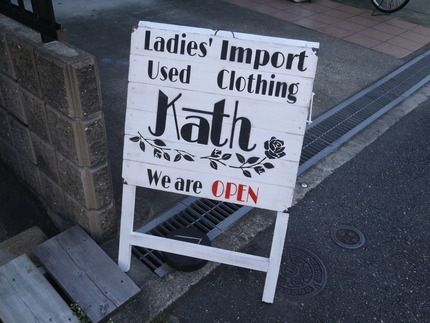 Ladies' Import
Used Clothing
Kath
We are OPEN